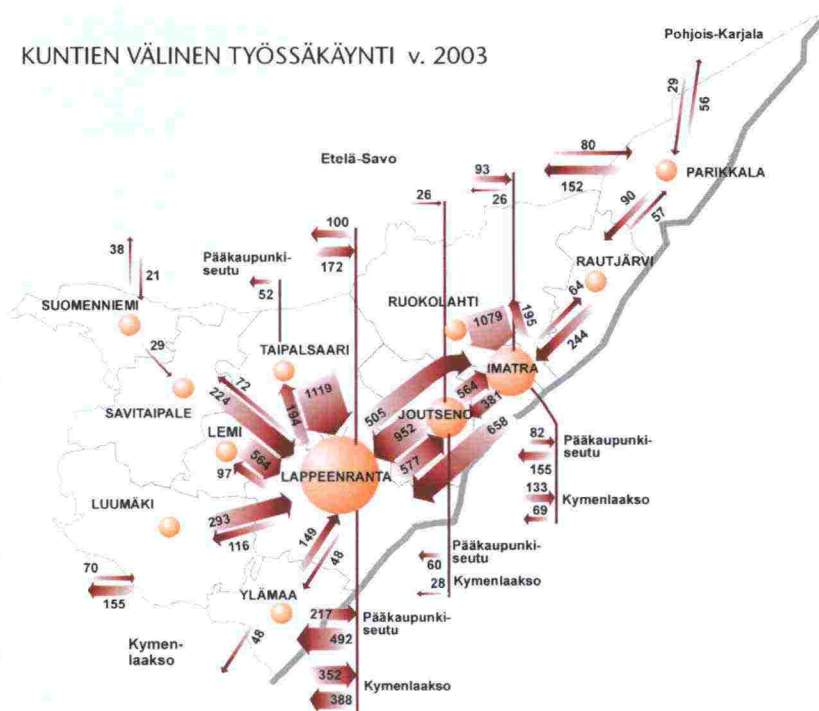 KUNTIEN VÄLINEN TYÖSSÄKÄYNTI v. 2003
Pohjois-Karjala
29
56
80
152
PARIKKALA
90
57
Etelä-Savo
93
26
26
100
172
38
21
Pääkaupunki-
seutu
52
RAUTJÄRVI
64
244
SUOMENNIEMI
29
RUOKOLAHTI
1079
195
TAIPALSAARI
72
224
194
1119
IMATRA
564
381
505
JOUTSENO
952
577
658
SAVITAIPALE
LEMI
564
97
LAPPEENRANTA
82
Pääkaupunki-
seutu
155
133
Kymenlaakso
69
LUUMÄKI
293
116
149
48
70
155
Pääkaupunki-
seutu
60
28
Kymenlaakso
YLÄMAA
217
Pääkaupunki-
seutu
492
48
Kymen-
laakso
352
Kymenlaakso
388